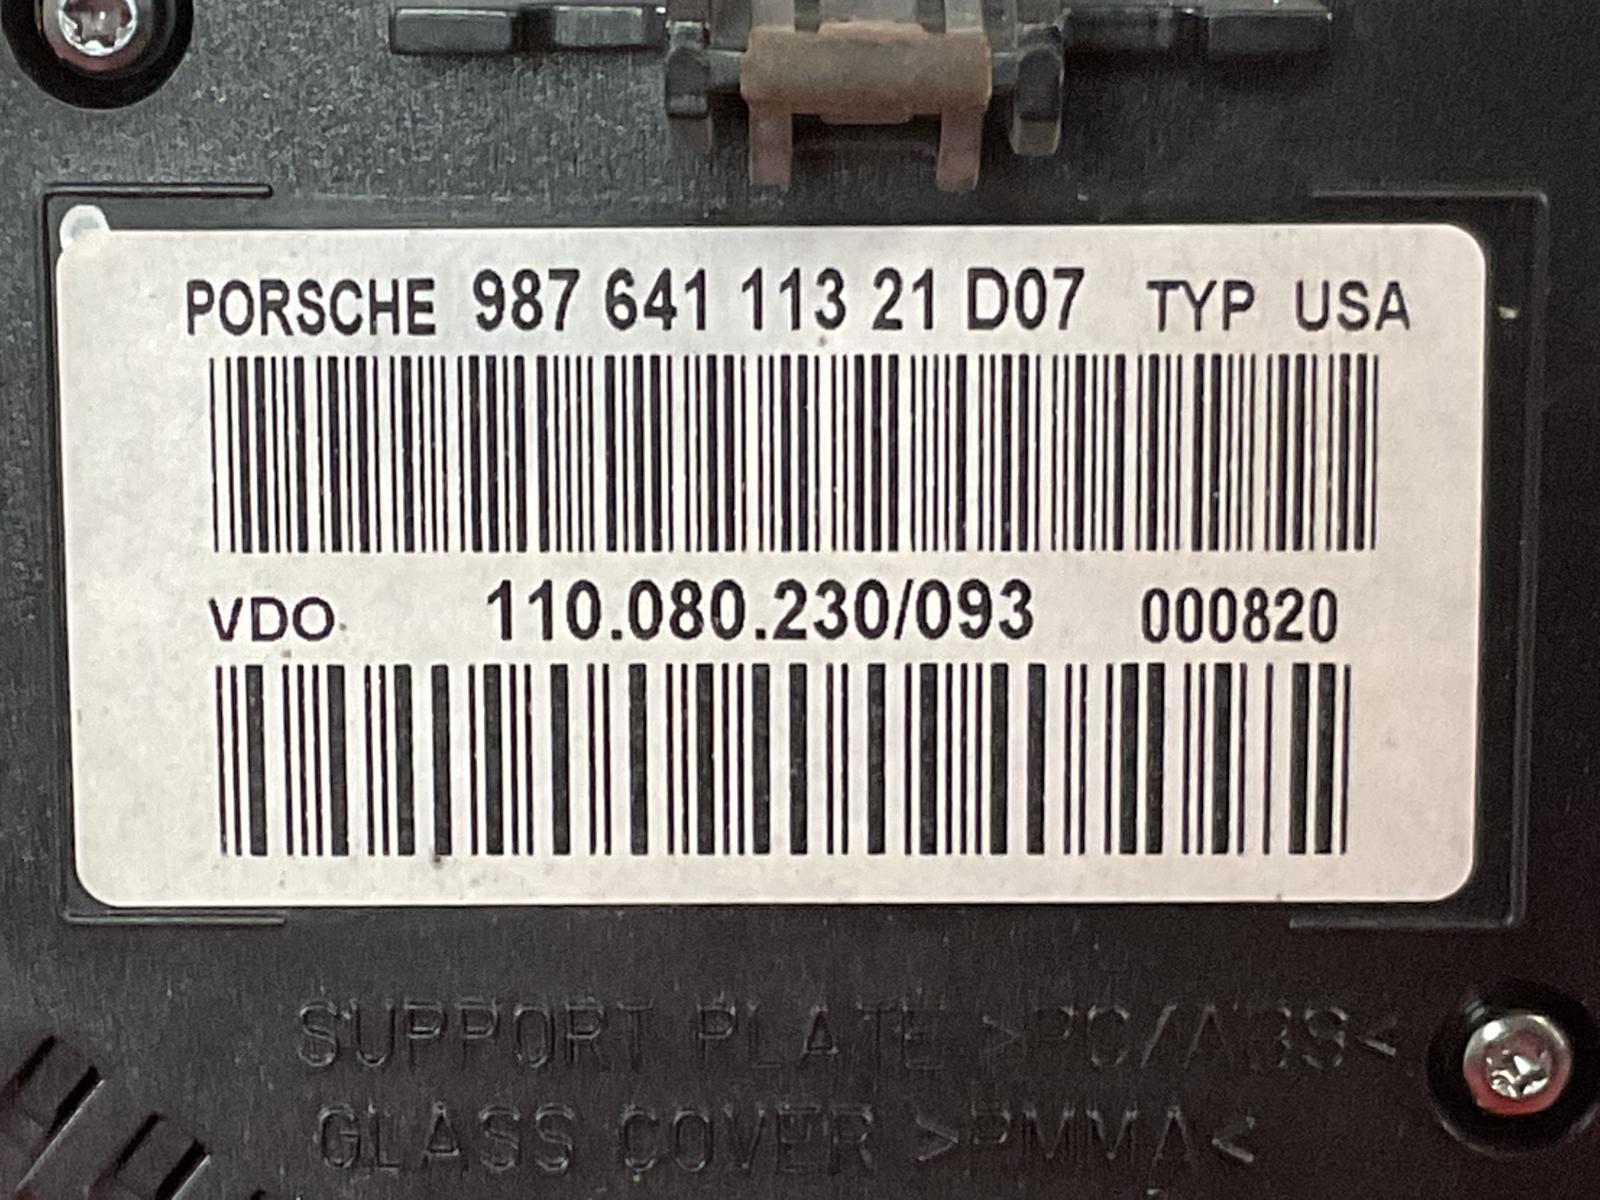 PORSCHE 987 641 113 21 D07 TYP USA
VDO 110.080.230/093 000820
SUPPORT PLATE >PC/ABS<
GLASS COVER >PMMA<